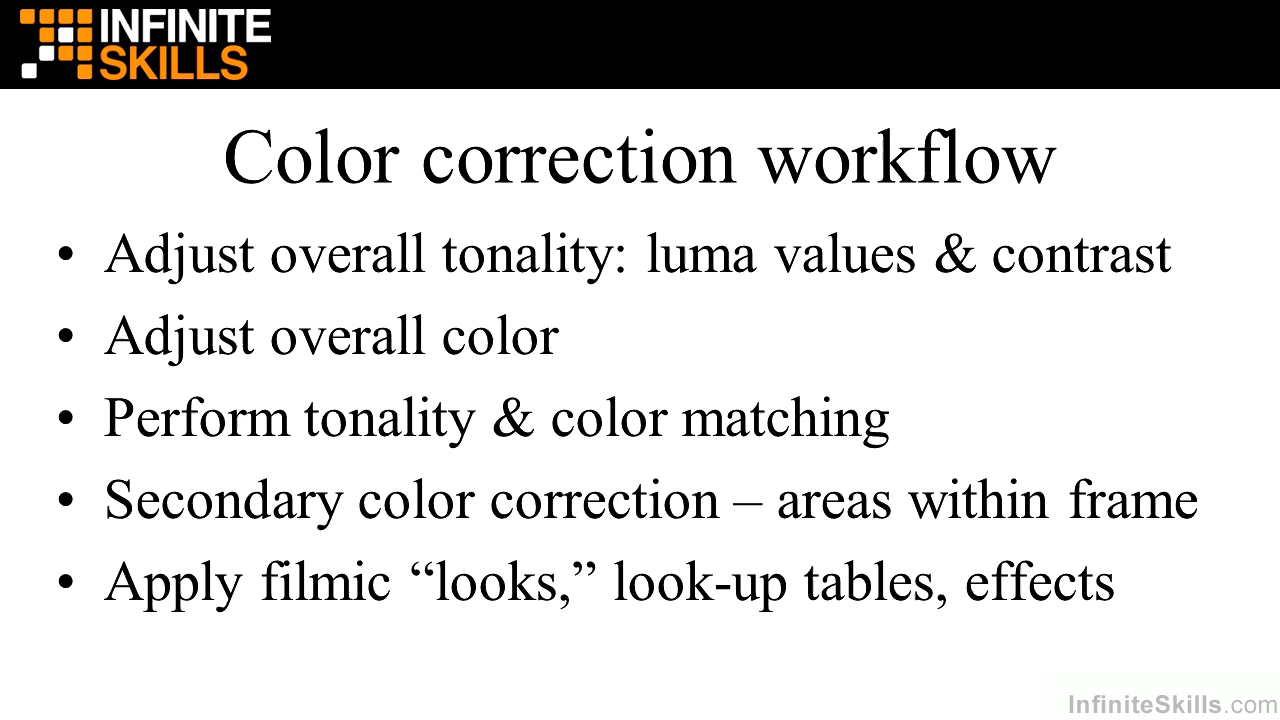 INFINITE
SKILLS
Color correction workflow
• Adjust overall tonality: luma values & contrast
• Adjust overall color
• Perform tonality & color matching
• Secondary color correction – areas within frame
• Apply filmic “looks,” look-up tables, effects
InfiniteSkills.com